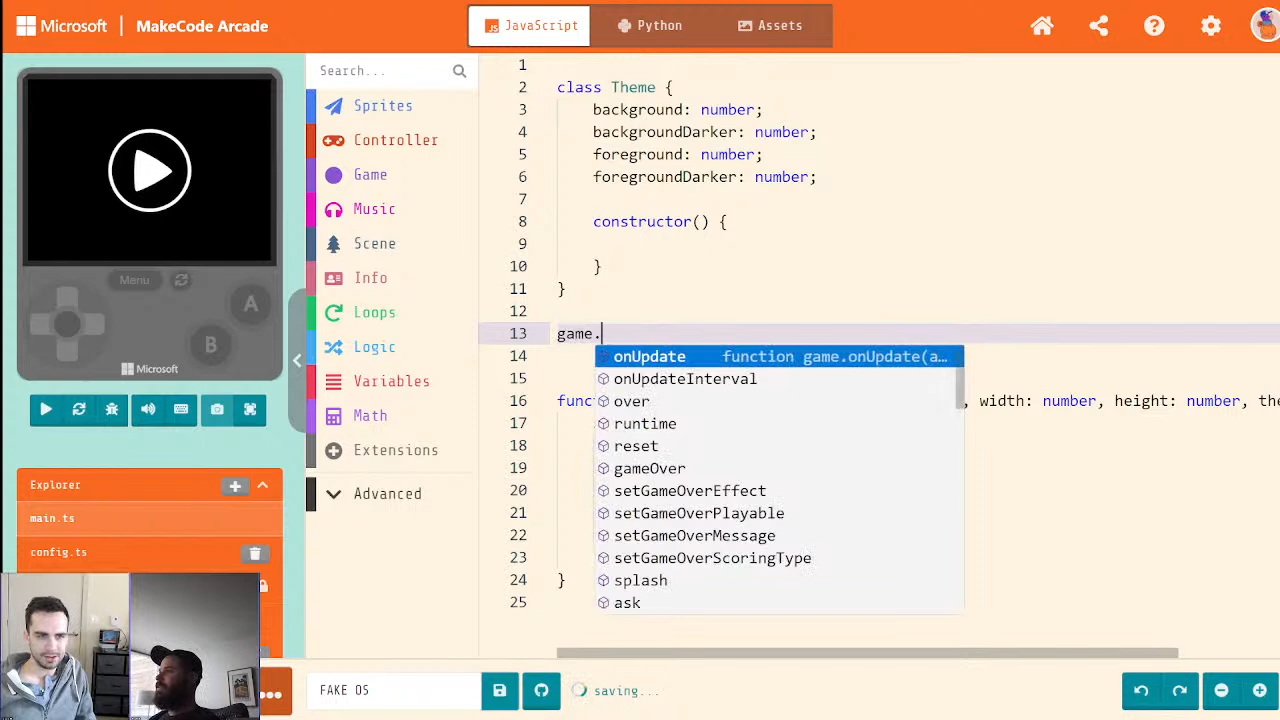 Microsoft | MakeCode Arcade
JavaScript
Python
Assets
Search...
Sprites
Controller
Game
Music
Scene
Info
Loops
Logic
Variables
Math
Extensions
Advanced
Menu
A
B
Microsoft
Explorer
main.ts
config.ts
1
2 class Theme {
3 background: number;
4 backgroundDarker: number;
5 foreground: number;
6 foregroundDarker: number;
7
8 constructor() {
9
10 }
11 }
12
13 game.
14
15
16 func , width: number, height: number, the
17
18
19
20
21
22
23
24 }
25
onUpdate function game.onUpdate(a…
onUpdateInterval
over
runtime
reset
gameOver
setGameOverEffect
setGameOverPlayable
setGameOverMessage
setGameOverScoringType
splash
ask
FAKE OS
saving...